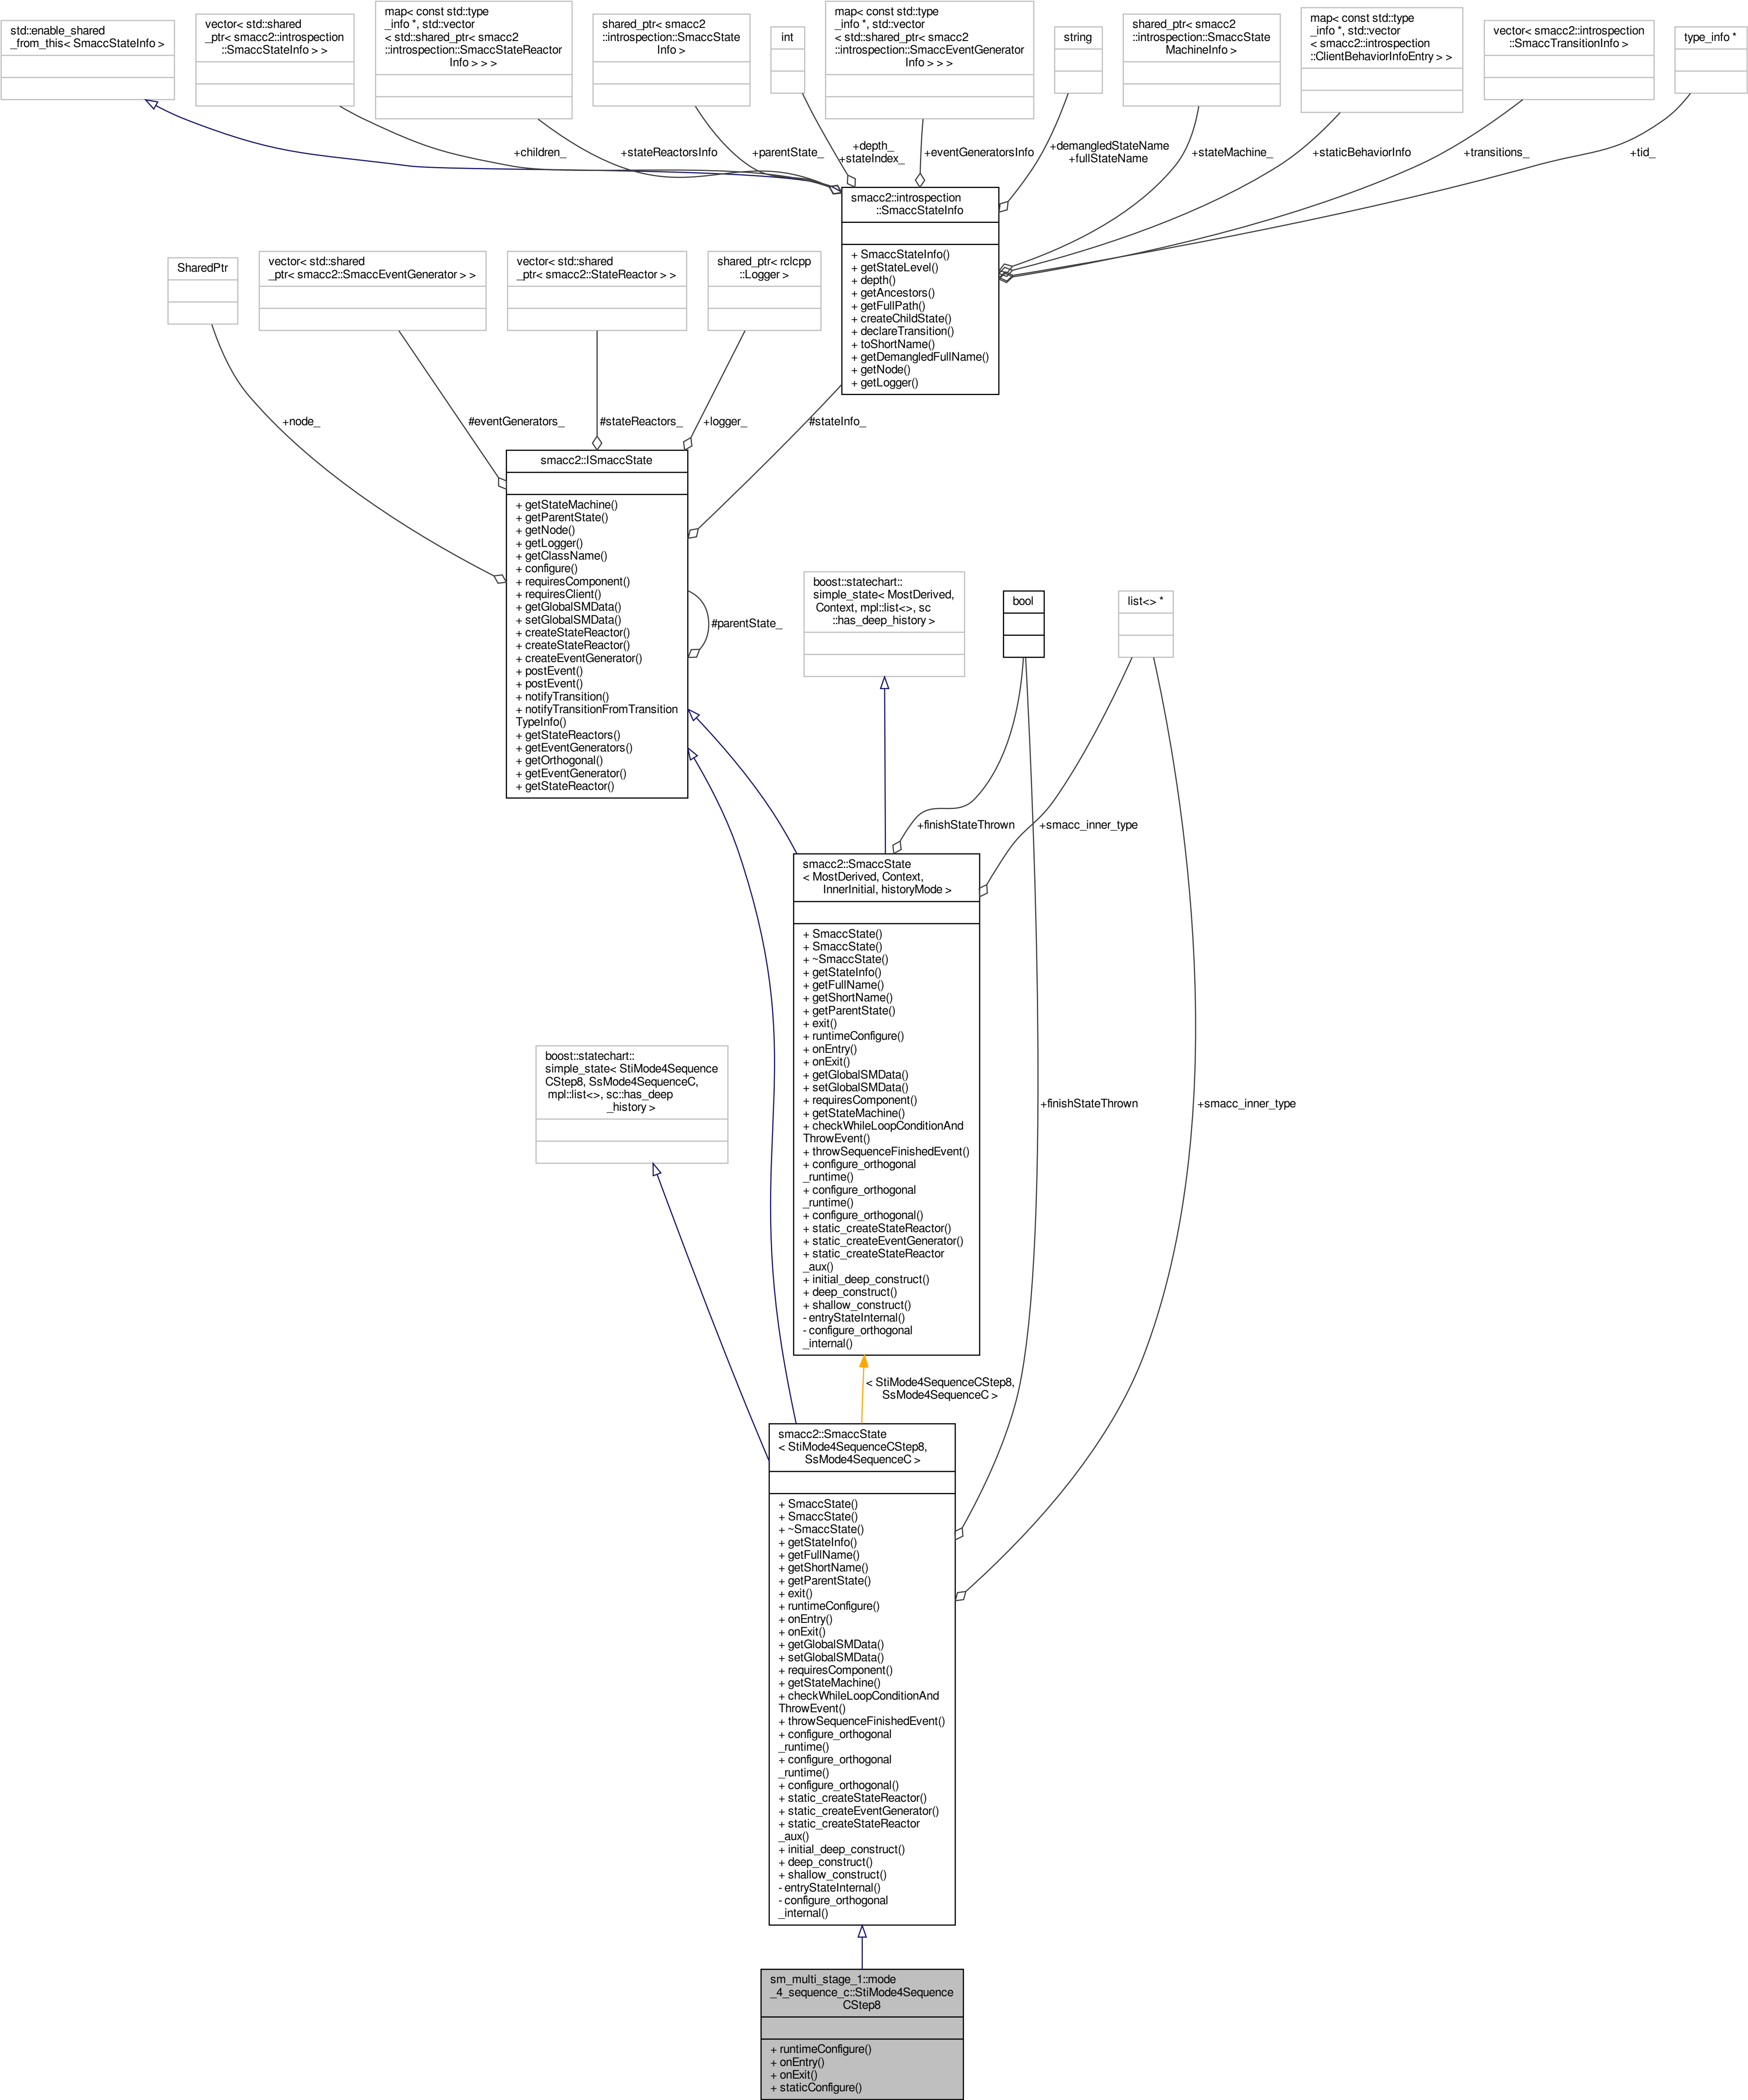 std::enable_shared
_from_this< SmaccStateInfo >
vector< std::shared
_ptr< smacc2::introspection
::SmaccStateInfo > >
map< const std::type
_info *, std::vector
< std::shared_ptr< smacc2
::introspection::SmaccStateReactor
Info > > >
shared_ptr< smacc2
::introspection::SmaccState
Info >
int
map< const std::type
_info *, std::vector
< std::shared_ptr< smacc2
::introspection::SmaccEventGenerator
Info > > >
string
shared_ptr< smacc2
::introspection::SmaccState
MachineInfo >
map< const std::type
_info *, std::vector
< smacc2::introspection
::ClientBehaviorInfoEntry > >
vector< smacc2::introspection
::SmaccTransitionInfo >
type_info *
+children_
+stateReactorsInfo
+parentState_
+depth_
+stateIndex_
+eventGeneratorsInfo
+demangledStateName
+fullStateName
+stateMachine_
+staticBehaviorInfo
+transitions_
+tid_
smacc2::introspection
::SmaccStateInfo
+ SmaccStateInfo()
+ getStateLevel()
+ depth()
+ getAncestors()
+ getFullPath()
+ createChildState()
+ declareTransition()
+ toShortName()
+ getDemangledFullName()
+ getNode()
+ getLogger()
SharedPtr
vector< std::shared
_ptr< smacc2::SmaccEventGenerator > >
vector< std::shared
_ptr< smacc2::StateReactor > >
shared_ptr< rclcpp
::Logger >
+node_
#eventGenerators_
#stateReactors_
+logger_
#stateInfo_
smacc2::ISmaccState
+ getStateMachine()
+ getParentState()
+ getNode()
+ getLogger()
+ getClassName()
+ configure()
+ requiresComponent()
+ requiresClient()
+ getGlobalSMData()
+ setGlobalSMData()
+ createStateReactor()
+ createStateReactor()
+ createEventGenerator()
+ postEvent()
+ postEvent()
+ notifyTransition()
+ notifyTransitionFromTransition
TypeInfo()
+ getStateReactors()
+ getEventGenerators()
+ getOrthogonal()
+ getEventGenerator()
+ getStateReactor()
#parentState_
boost::statechart::
simple_state< MostDerived,
Context, mpl::list<>, sc
::has_deep_history >
bool
list<> *
+finishStateThrown
+smacc_inner_type
smacc2::SmaccState
< MostDerived, Context,
InnerInitial, historyMode >
+ SmaccState()
+ SmaccState()
+ ~SmaccState()
+ getStateInfo()
+ getFullName()
+ getShortName()
+ getParentState()
+ exit()
+ runtimeConfigure()
+ onEntry()
+ onExit()
+ getGlobalSMData()
+ setGlobalSMData()
+ requiresComponent()
+ getStateMachine()
+ checkWhileLoopConditionAnd
ThrowEvent()
+ throwSequenceFinishedEvent()
+ configure_orthogonal
_runtime()
+ configure_orthogonal
_runtime()
+ configure_orthogonal()
+ static_createStateReactor()
+ static_createEventGenerator()
+ static_createStateReactor
_aux()
+ initial_deep_construct()
+ deep_construct()
+ shallow_construct()
- entryStateInternal()
- configure_orthogonal
_internal()
boost::statechart::
simple_state< StiMode4Sequence
CStep8, SsMode4SequenceC,
mpl::list<>, sc::has_deep
_history >
+finishStateThrown
+smacc_inner_type
< StiMode4SequenceCStep8,
SsMode4SequenceC >
smacc2::SmaccState
< StiMode4SequenceCStep8,
SsMode4SequenceC >
+ SmaccState()
+ SmaccState()
+ ~SmaccState()
+ getStateInfo()
+ getFullName()
+ getShortName()
+ getParentState()
+ exit()
+ runtimeConfigure()
+ onEntry()
+ onExit()
+ getGlobalSMData()
+ setGlobalSMData()
+ requiresComponent()
+ getStateMachine()
+ checkWhileLoopConditionAnd
ThrowEvent()
+ throwSequenceFinishedEvent()
+ configure_orthogonal
_runtime()
+ configure_orthogonal
_runtime()
+ configure_orthogonal()
+ static_createStateReactor()
+ static_createEventGenerator()
+ static_createStateReactor
_aux()
+ initial_deep_construct()
+ deep_construct()
+ shallow_construct()
- entryStateInternal()
- configure_orthogonal
_internal()
sm_multi_stage_1::mode
_4_sequence_c::StiMode4Sequence
CStep8
+ runtimeConfigure()
+ onEntry()
+ onExit()
+ staticConfigure()